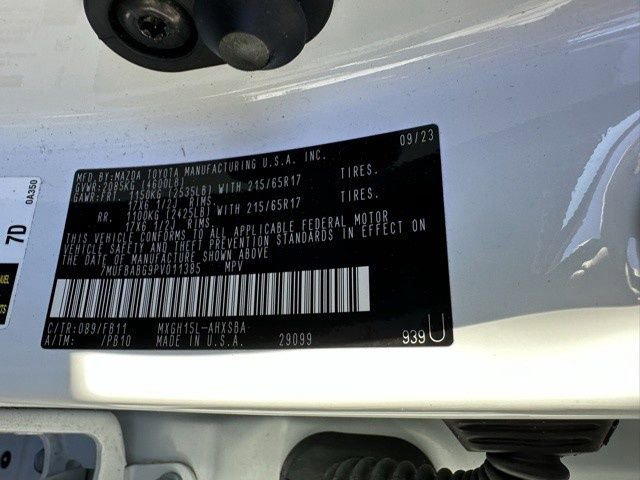 09/23
MFD.BY:MAZDA TOYOTA MANUFACTURING U.S.A. INC.
GVWR:2085KG (4600LB)
GAWR:FRT. 1150KG (2535LB) WITH 215/65R17 TIRES.
17X6 1/2J RIMS
RR. 1100KG (2425LB) WITH 215/65R17 TIRES.
17X6 1/2J RIMS
THIS VEHICLE CONFORMS TO ALL APPLICABLE FEDERAL MOTOR
VEHICLE SAFETY AND THEFT PREVENTION STANDARDS IN EFFECT ON
THE DATE OF MANUFACTURE SHOWN ABOVE
7MUFBABG9PV011385 MPV
C/TR:089/FB11 MXGH15L-AHXSBA
A/TM: /PB10 MADE IN U.S.A. 29099 939U
7D
0A350